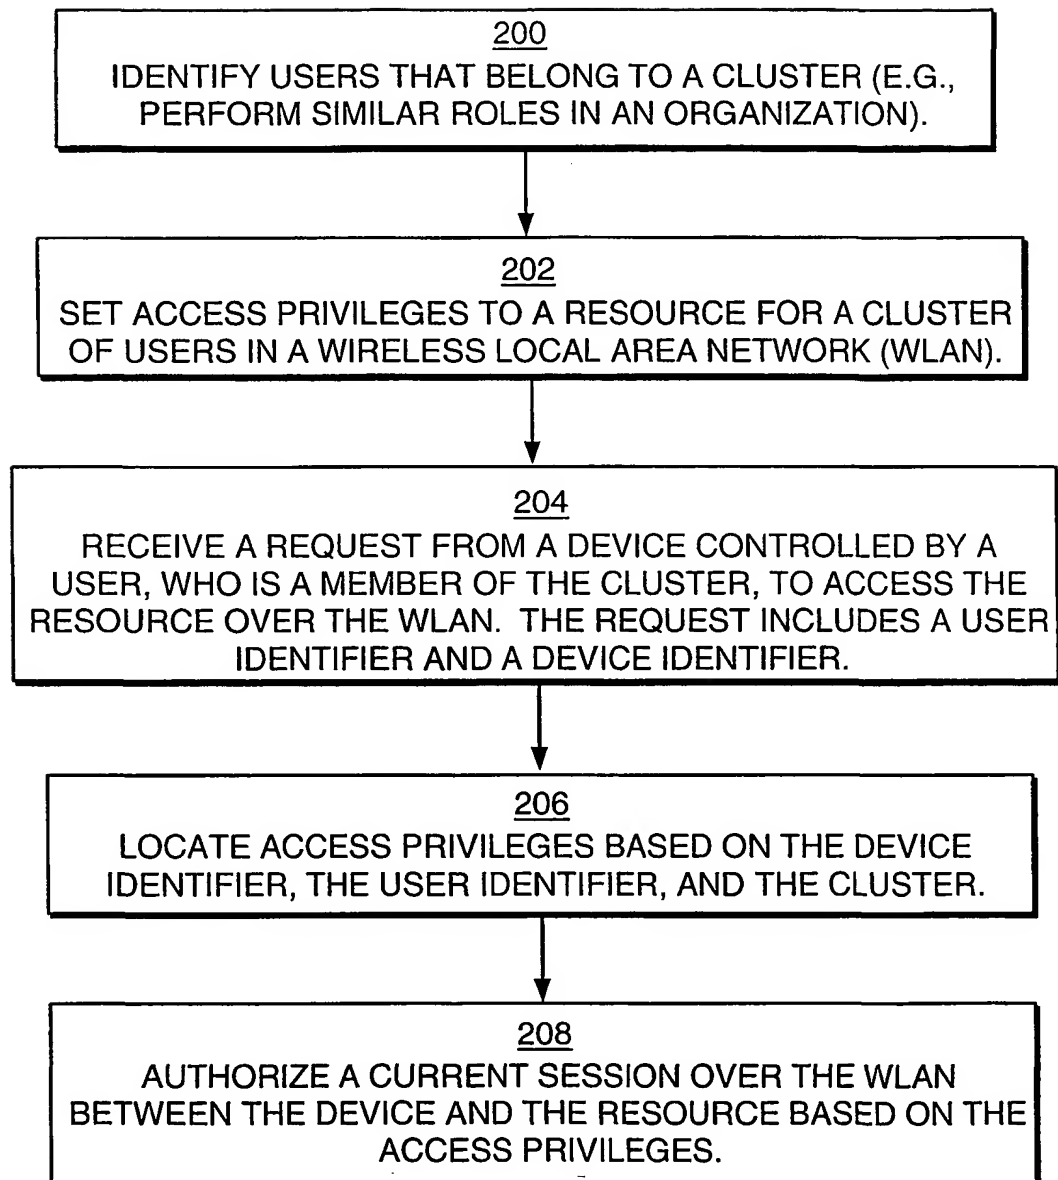 200
IDENTIFY USERS THAT BELONG TO A CLUSTER (E.G.,
PERFORM SIMILAR ROLES IN AN ORGANIZATION).
202
SET ACCESS PRIVILEGES TO A RESOURCE FOR A CLUSTER
OF USERS IN A WIRELESS LOCAL AREA NETWORK (WLAN).
204
RECEIVE A REQUEST FROM A DEVICE CONTROLLED BY A
USER, WHO IS A MEMBER OF THE CLUSTER, TO ACCESS THE
RESOURCE OVER THE WLAN. THE REQUEST INCLUDES A USER
IDENTIFIER AND A DEVICE IDENTIFIER.
206
LOCATE ACCESS PRIVILEGES BASED ON THE DEVICE
IDENTIFIER, THE USER IDENTIFIER, AND THE CLUSTER.
208
AUTHORIZE A CURRENT SESSION OVER THE WLAN
BETWEEN THE DEVICE AND THE RESOURCE BASED ON THE
ACCESS PRIVILEGES.